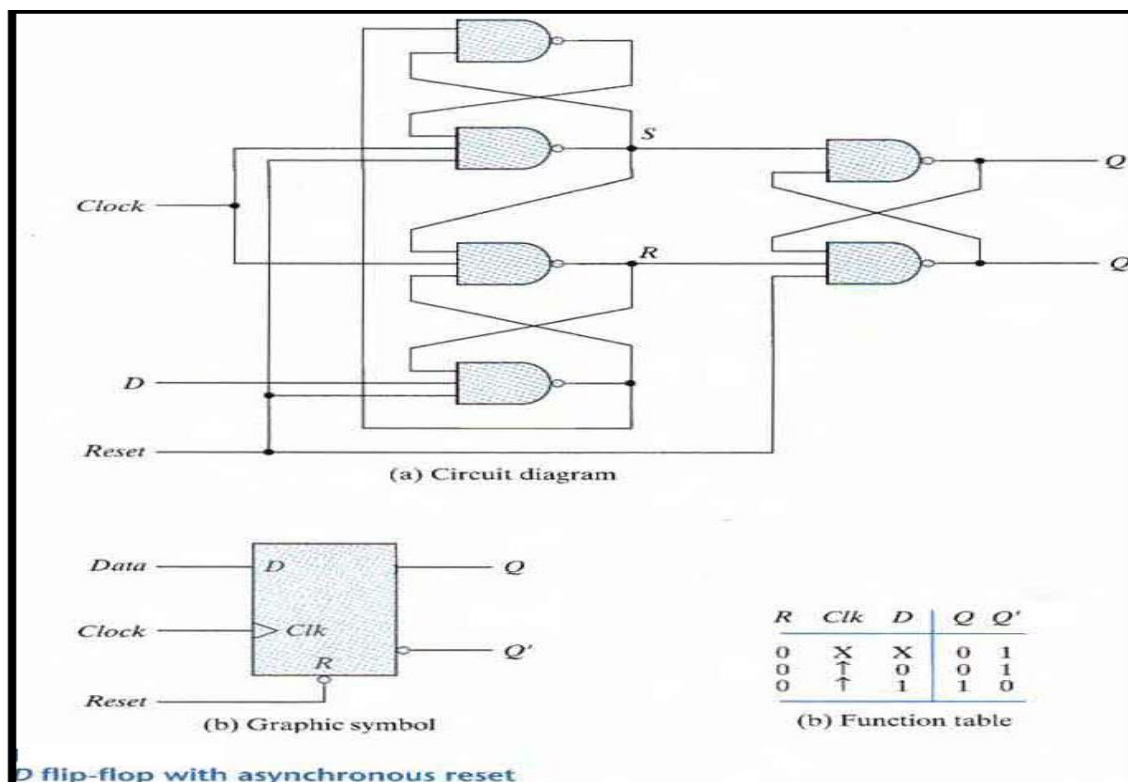 S
Q
Clock
R
Q
D
Reset
(a) Circuit diagram
Data
D
Q
Clock
Clk
Q'
R
Reset
(b) Graphic symbol
R Clk D Q Q'
0 X X 0 1
0 ↑ 0 0 1
0 ↑ 1 1 0
(b) Function table
D flip-flop with asynchronous reset